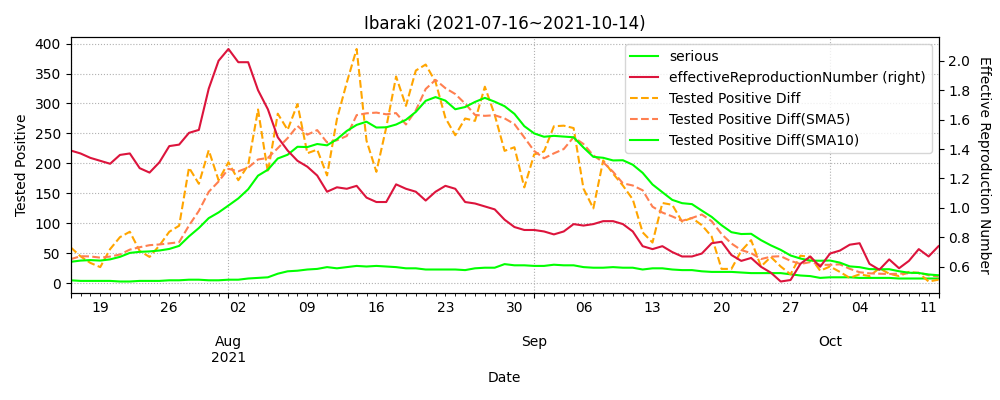 Ibaraki (2021-07-16~2021-10-14)
400
350
300
250
200
150
100
50
0
Tested Positive
2.0
1.8
1.6
1.4
1.2
1.0
0.8
0.6
Effective Reproduction Number
serious
effectiveReproductionNumber (right)
Tested Positive Diff
Tested Positive Diff(SMA5)
Tested Positive Diff(SMA10)
19 26 02 09 16 23 30 06 13 20 27 04 11
Aug Sep Oct
2021
Date